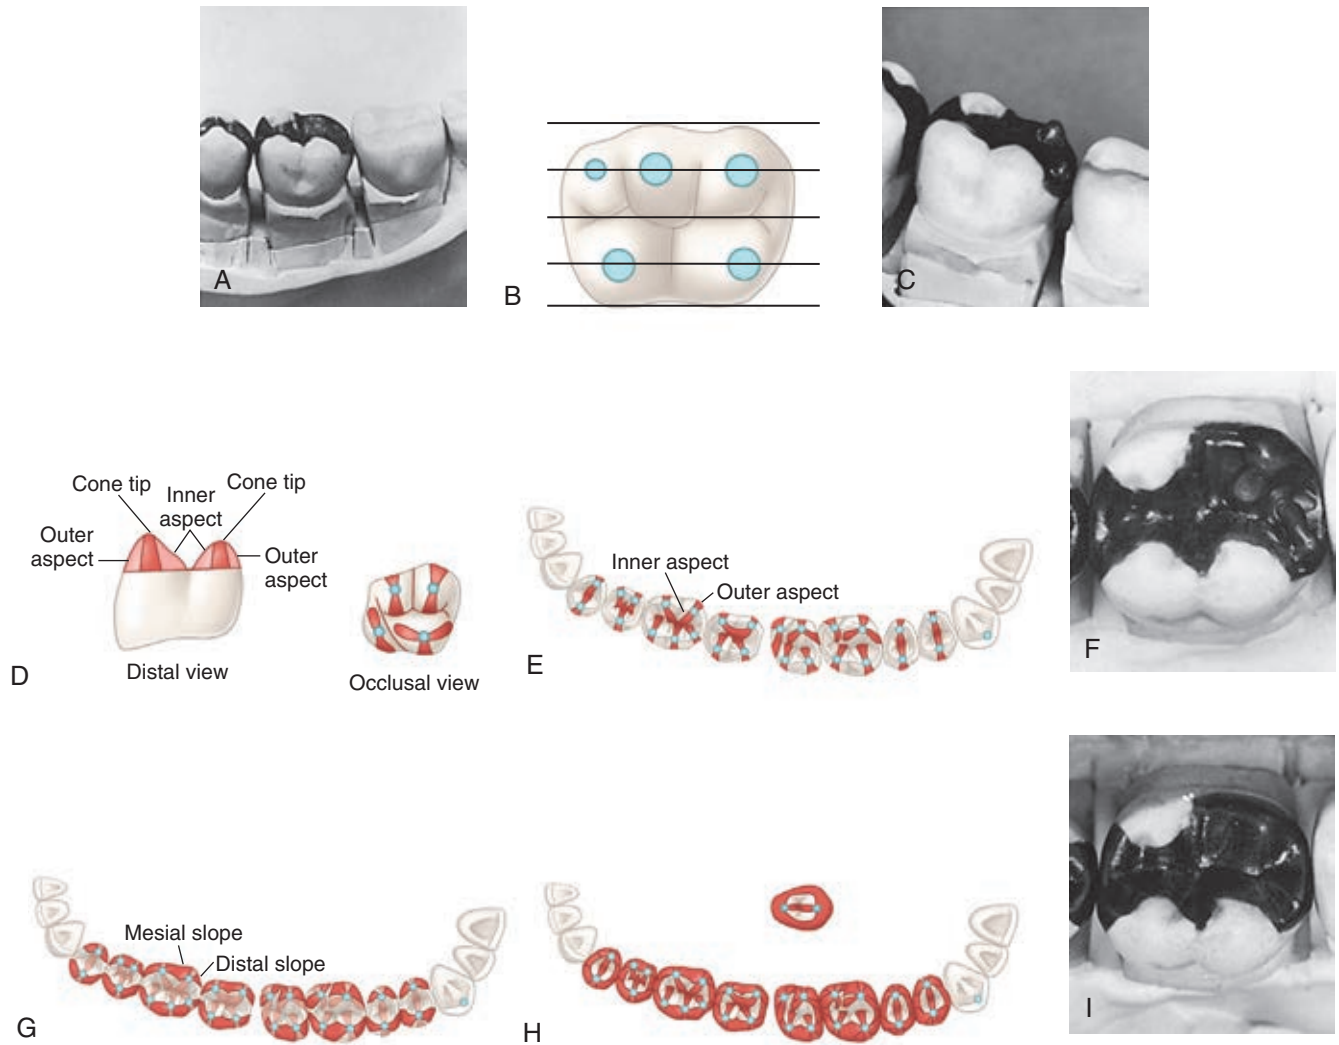 A
B
C
Cone tip
Inner
aspect
Cone tip
Outer
aspect
Outer
aspect
D
Distal view
Occlusal view
Inner aspect
Outer aspect
E
F
Mesial slope
Distal slope
G
H
I